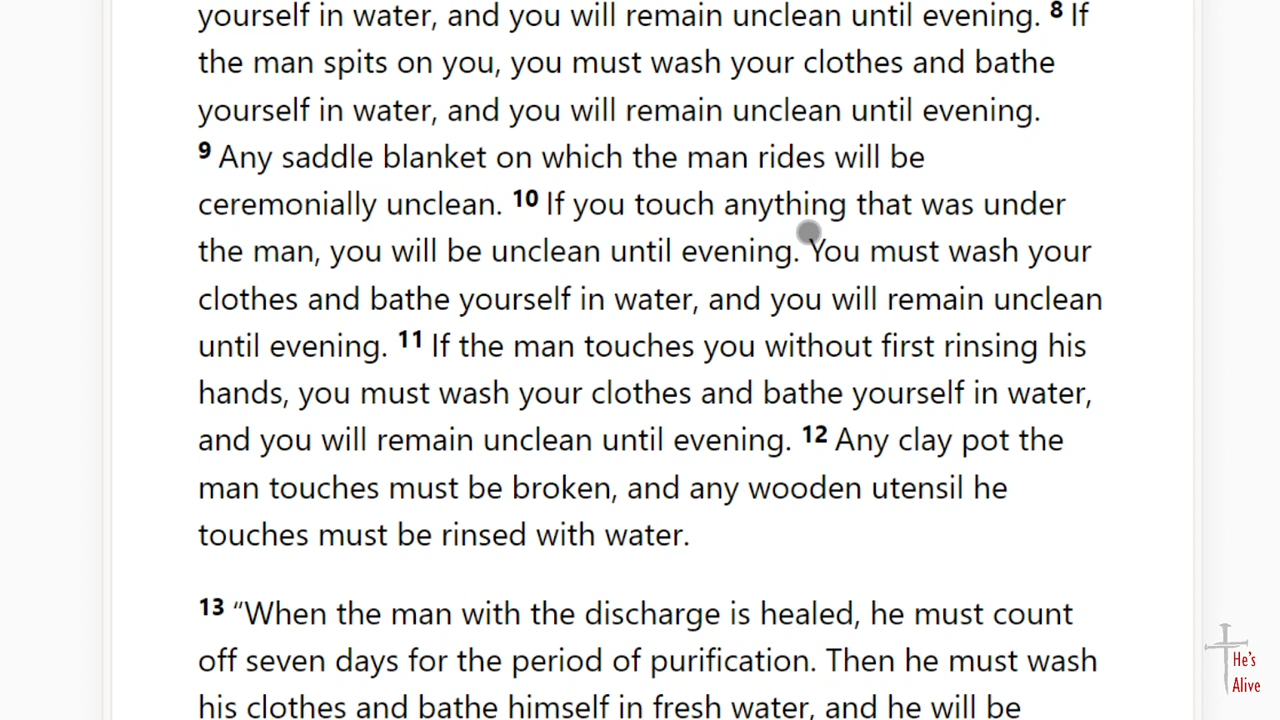 yourself in water, and you will remain unclean until evening. 8 If
the man spits on you, you must wash your clothes and bathe
yourself in water, and you will remain unclean until evening.
9 Any saddle blanket on which the man rides will be
ceremonially unclean. 10 If you touch anything that was under
the man, you will be unclean until evening. You must wash your
clothes and bathe yourself in water, and you will remain unclean
until evening. 11 If the man touches you without first rinsing his
hands, you must wash your clothes and bathe yourself in water,
and you will remain unclean until evening. 12 Any clay pot the
man touches must be broken, and any wooden utensil he
touches must be rinsed with water.
13 “When the man with the discharge is healed, he must count
off seven days for the period of purification. Then he must wash
his clothes and bathe himself in fresh water, and he will be
He's
Alive